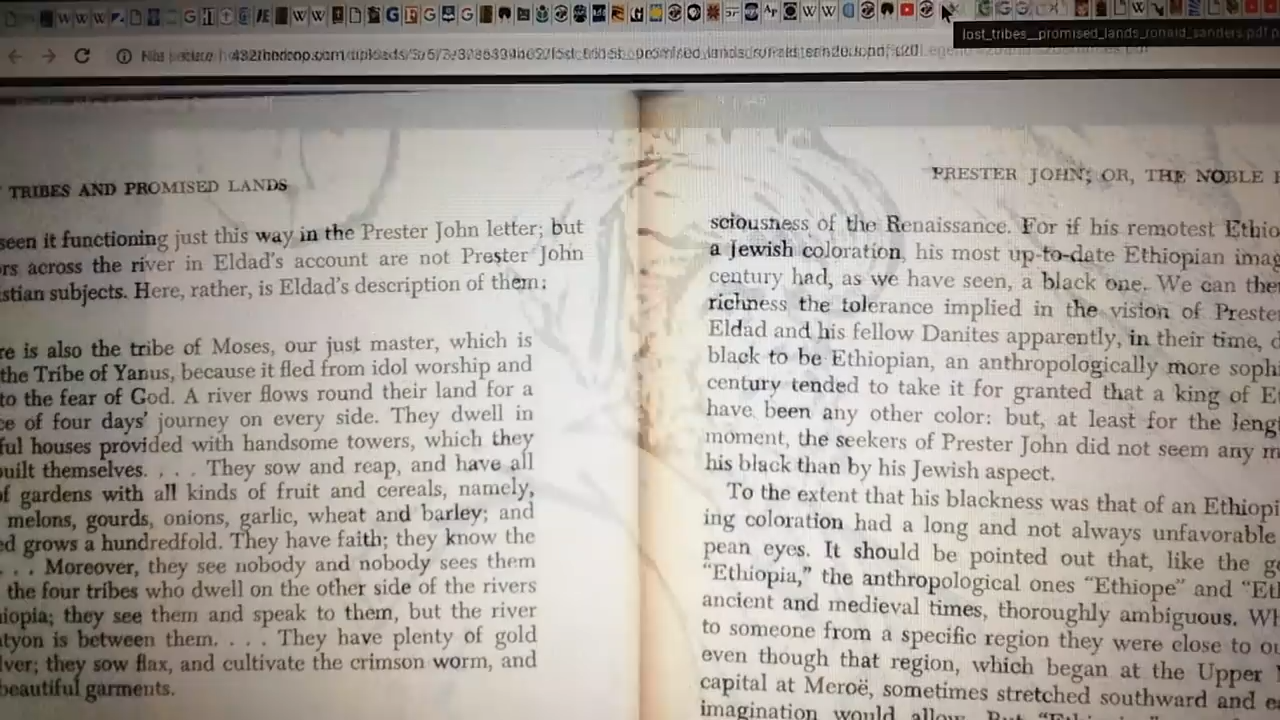 lost_tribes__promised_lands_ronald_sanders.pdf
TRIBES AND PROMISED LANDS
seen it functioning just this way in the Prester John letter; but
across the river in Eldad's account are not Prester John
subjects. Here, rather, is Eldad's description of them:
is also the tribe of Moses, our just master, which is
the Tribe of Yanus, because it fled from idol worship and
to the fear of God. A river flows round their land for a
of four days' journey on every side. They dwell in
houses provided with handsome towers, which they
themselves. . . . They sow and reap, and have all
gardens with all kinds of fruit and cereals, namely,
melons, gourds, onions, garlic, wheat and barley; and
grows a hundredfold. They have faith; they know the
. . . Moreover, they see nobody and nobody sees them
the four tribes who dwell on the other side of the rivers
they see them and speak to them, but the river
is between them. . . . They have plenty of gold
they sow flax, and cultivate the crimson worm, and
beautiful garments.
PRESTER JOHN; OR, THE NOBLE
sciousness of the Renaissance. For if his remotest Ethio
a Jewish coloration, his most up-to-date Ethiopian imag
century had, as we have seen, a black one. We can the
richness the tolerance implied in the vision of Preste
Eldad and his fellow Danites apparently, in their time, d
black to be Ethiopian, an anthropologically more soph
century tended to take it for granted that a king of E
have been any other color: but, at least for the leng
moment, the seekers of Prester John did not seem any m
his black than by his Jewish aspect.
To the extent that his blackness was that of an Ethiopi
ing coloration had a long and not always unfavorable
pean eyes. It should be pointed out that, like the g
"Ethiopia," the anthropological ones "Ethiope" and "Et
ancient and medieval times, thoroughly ambiguous. Wh
to someone from a specific region they were close to ou
even though that region, which began at the Upper
capital at Meroë, sometimes stretched southward and e
imagination would allow. But